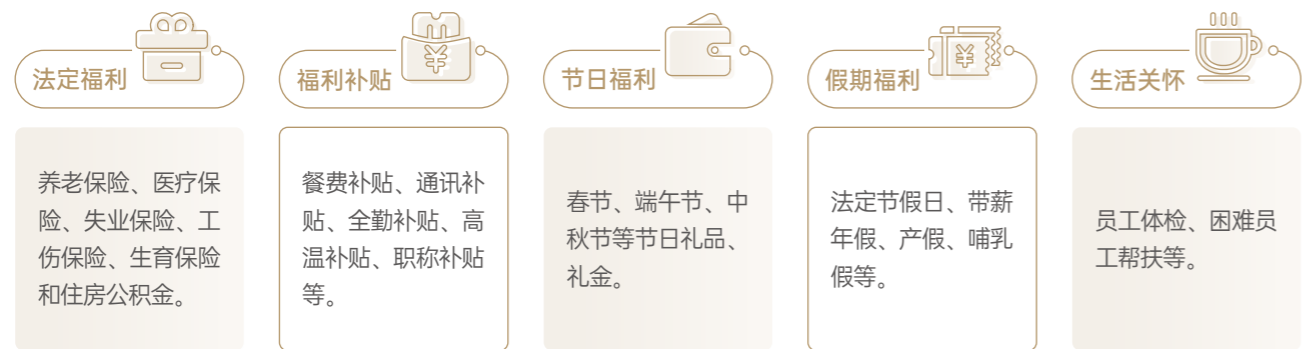 法定福利
养老保险、医疗保
险、失业保险、工
伤保险、生育保险
和住房公积金。
¥
福利补贴
餐费补贴、通讯补
贴、全勤补贴、高
温补贴、职称补贴
等。
节日福利
春节、端午节、中
秋节等节日礼品、
礼金。
¥
假期福利
法定节假日、带薪
年假、产假、哺乳
假等。
生活关怀
员工体检、困难员
工帮扶等。